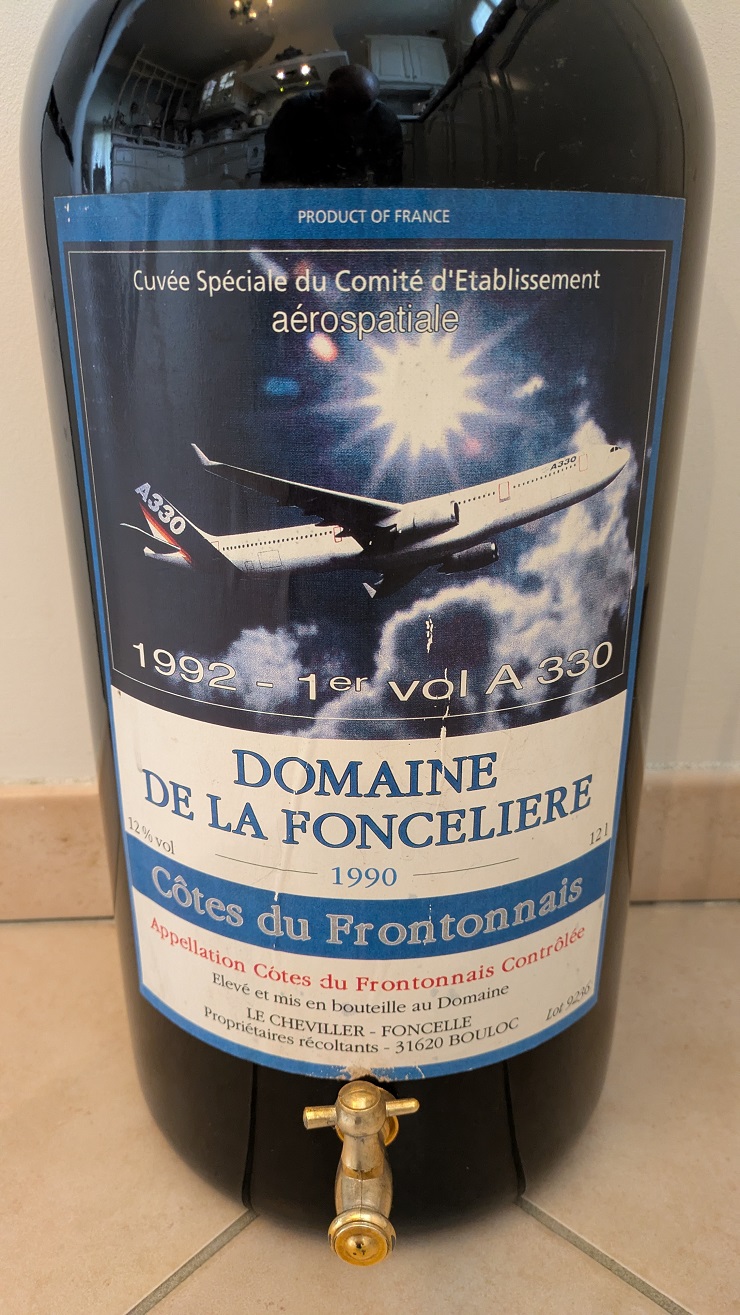 PRODUCT OF FRANCE
Cuvée Spéciale du Comité d'Etablissement
aérospatiale
A330
A330
1992 - 1er vol A 330
DOMAINE
DE LA FONCELIERE
12 % vol
12 l
1990
Côtes du Frontonnais
Appellation Côtes du Frontonnais Contrôlée
Elevé et mis en bouteille au Domaine
LE CHEVILLER - FONCELLE
Propriétaires récoltants - 31620 BOULOC
Lot 9236